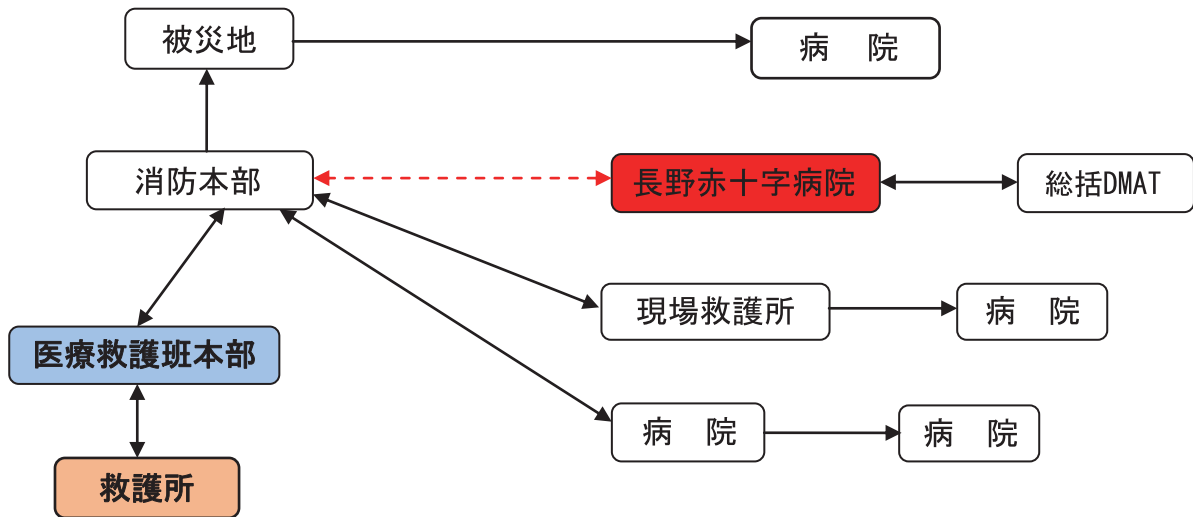 被災地
病　院
消防本部
長野赤十字病院
総括DMAT
現場救護所
病　院
医療救護班本部
病　院
病　院
救護所